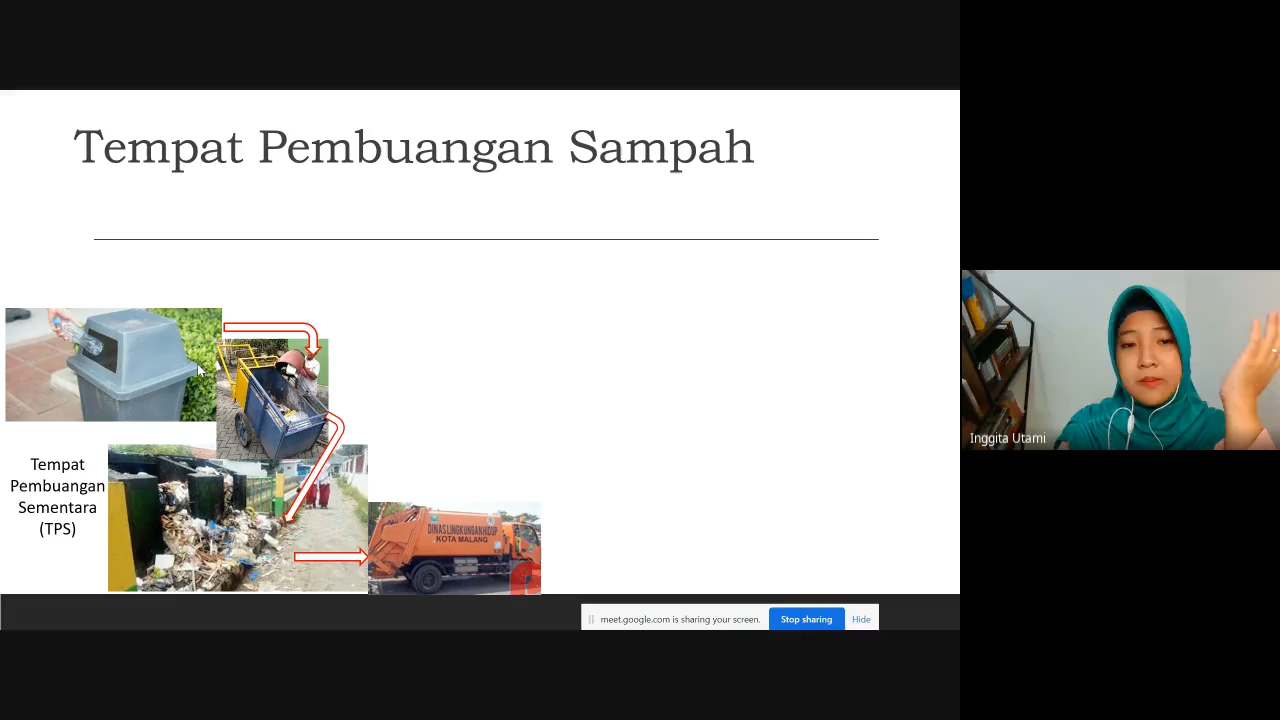 Tempat Pembuangan Sampah
Tempat
Pembuangan
Sementara
(TPS)
DINAS LINGKUNGAN HIDUP
KOTA MALANG
Inggita Utami
meet.google.com is sharing your screen.
Stop sharing
Hide